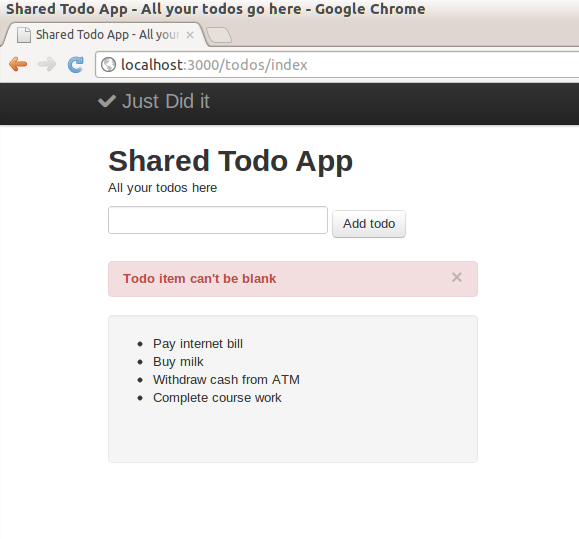 Shared Todo App - All your todos go here - Google Chrome
Shared Todo App - All your
localhost:3000/todos/index
Just Did it
Shared Todo App
All your todos here
Add todo
Todo item can't be blank
Pay internet bill
Buy milk
Withdraw cash from ATM
Complete course work